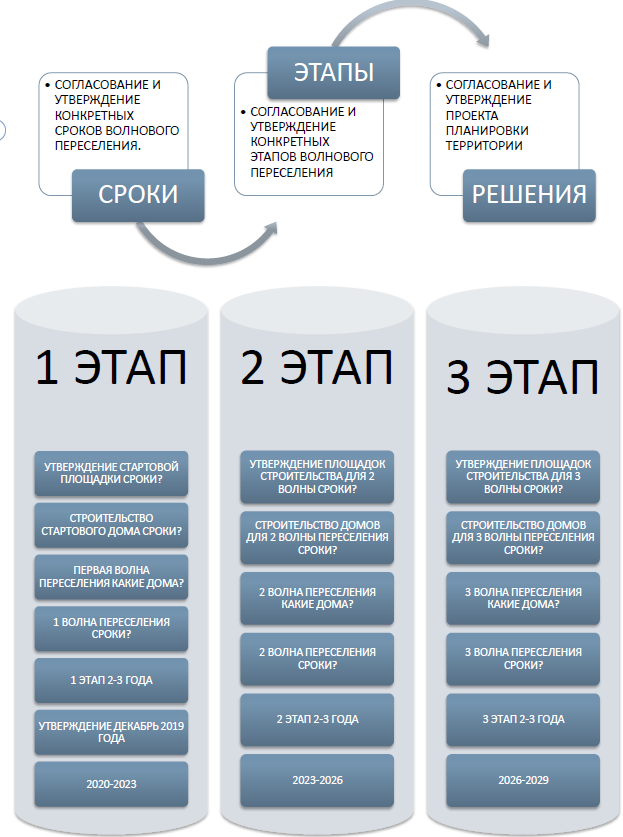 СРОКИ
• СОГЛАСОВАНИЕ И
УТВЕРЖДЕНИЕ
КОНКРЕТНЫХ
СРОКОВ ВОЛНОВОГО
ПЕРЕСЕЛЕНИЯ.
ЭТАПЫ
• СОГЛАСОВАНИЕ И
УТВЕРЖДЕНИЕ
КОНКРЕТНЫХ
ЭТАПОВ ВОЛНОВОГО
ПЕРЕСЕЛЕНИЯ
РЕШЕНИЯ
• СОГЛАСОВАНИЕ И
УТВЕРЖДЕНИЕ
ПРОЕКТА
ПЛАНИРОВКИ
ТЕРРИТОРИИ
1 ЭТАП
УТВЕРЖДЕНИЕ СТАРТОВОЙ
ПЛОЩАДКИ СРОКИ?
СТРОИТЕЛЬСТВО
СТАРТОВОГО ДОМА СРОКИ?
ПЕРВАЯ ВОЛНА
ПЕРЕСЕЛЕНИЯ КАКИЕ ДОМА?
1 ВОЛНА ПЕРЕСЕЛЕНИЯ
СРОКИ?
1 ЭТАП 2-3 ГОДА
УТВЕРЖДЕНИЕ ДЕКАБРЬ 2019
ГОДА
2020-2023
2 ЭТАП
УТВЕРЖДЕНИЕ ПЛОЩАДОК
СТРОИТЕЛЬСТВА ДЛЯ 2
ВОЛНЫ СРОКИ?
СТРОИТЕЛЬСТВО ДОМОВ
ДЛЯ 2 ВОЛНЫ ПЕРЕСЕЛЕНИЯ
СРОКИ?
2 ВОЛНА ПЕРЕСЕЛЕНИЯ
КАКИЕ ДОМА?
2 ВОЛНА ПЕРЕСЕЛЕНИЯ
СРОКИ?
2 ЭТАП 2-3 ГОДА
2023-2026
3 ЭТАП
УТВЕРЖДЕНИЕ ПЛОЩАДОК
СТРОИТЕЛЬСТВА ДЛЯ 3
ВОЛНЫ СРОКИ?
СТРОИТЕЛЬСТВО ДОМОВ
ДЛЯ 3 ВОЛНЫ ПЕРЕСЕЛЕНИЯ
СРОКИ?
3 ВОЛНА ПЕРЕСЕЛЕНИЯ
КАКИЕ ДОМА?
3 ВОЛНА ПЕРЕСЕЛЕНИЯ
СРОКИ?
3 ЭТАП 2-3 ГОДА
2026-2029